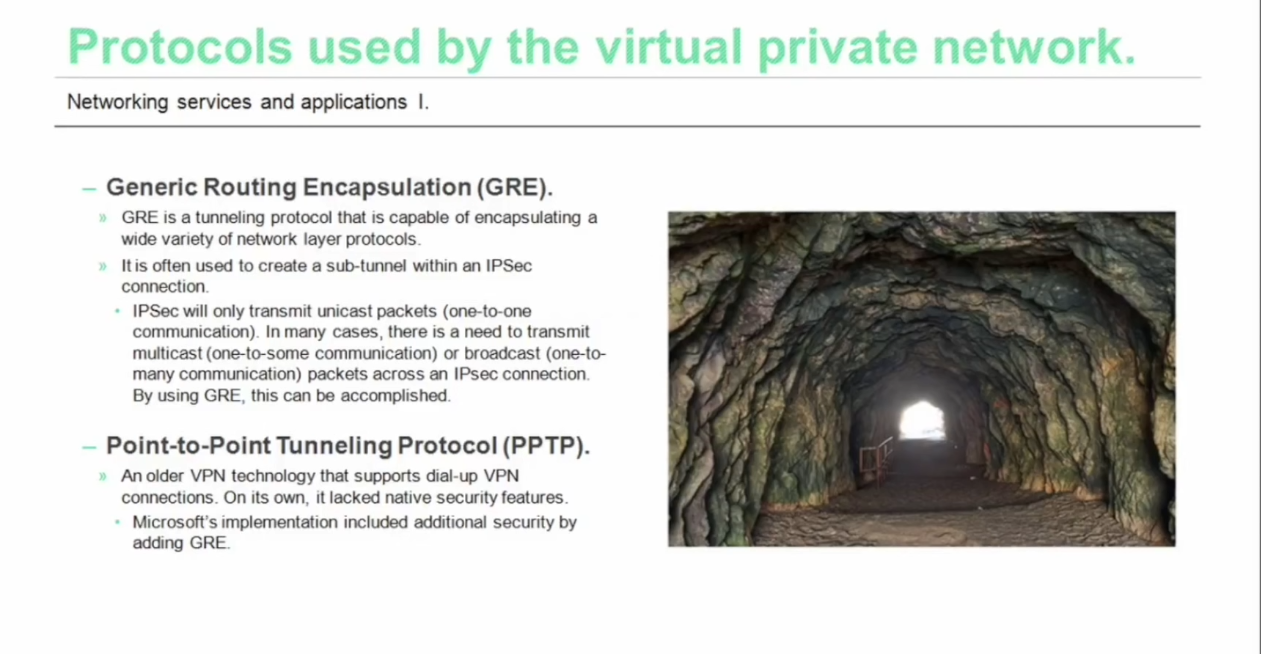 Protocols used by the virtual private network.
Networking services and applications I.
– Generic Routing Encapsulation (GRE).
» GRE is a tunneling protocol that is capable of encapsulating a
wide variety of network layer protocols.
» It is often used to create a sub-tunnel within an IPSec
connection.
• IPSec will only transmit unicast packets (one-to-one
communication). In many cases, there is a need to transmit
multicast (one-to-some communication) or broadcast (one-to-
many communication) packets across an IPsec connection.
By using GRE, this can be accomplished.
– Point-to-Point Tunneling Protocol (PPTP).
» An older VPN technology that supports dial-up VPN
connections. On its own, it lacked native security features.
• Microsoft's implementation included additional security by
adding GRE.